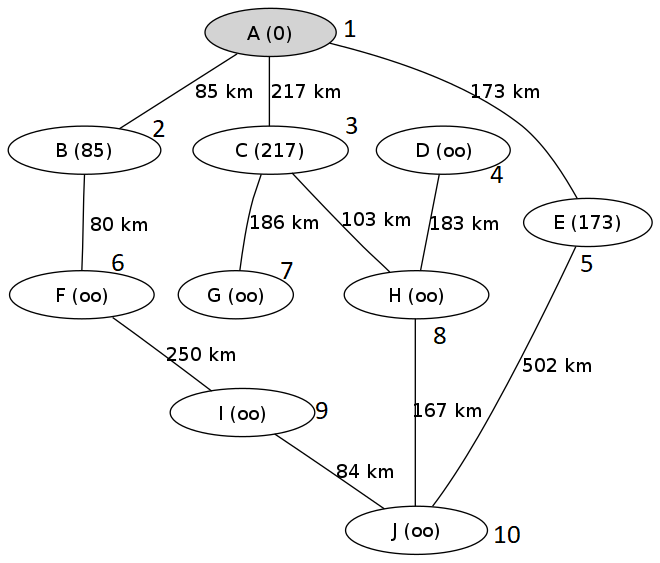 A (0)
1
85 km
217 km
173 km
B (85)
2
C (217)
3
D (oo)
4
E (173)
5
80 km
186 km
103 km
183 km
F (oo)
6
G (oo)
7
H (oo)
8
250 km
502 km
I (oo)
9
167 km
84 km
J (oo)
10